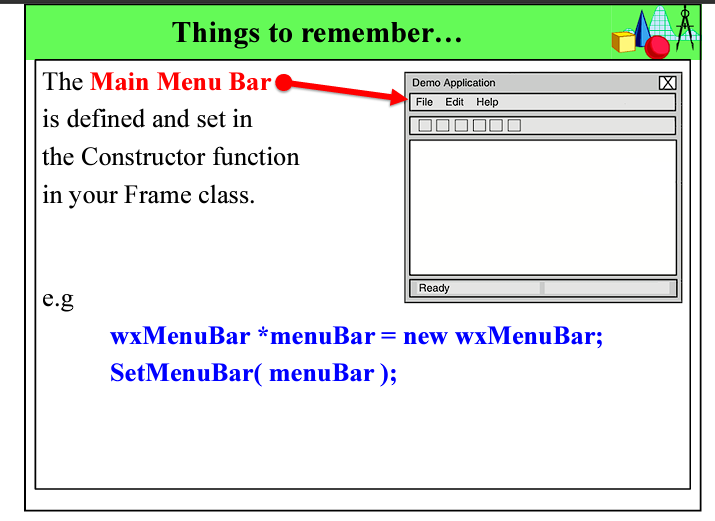 Things to remember…
The Main Menu Bar
is defined and set in
the Constructor function
in your Frame class.
Demo Application
File Edit Help
Ready
e.g
wxMenuBar *menuBar = new wxMenuBar;
SetMenuBar( menuBar );